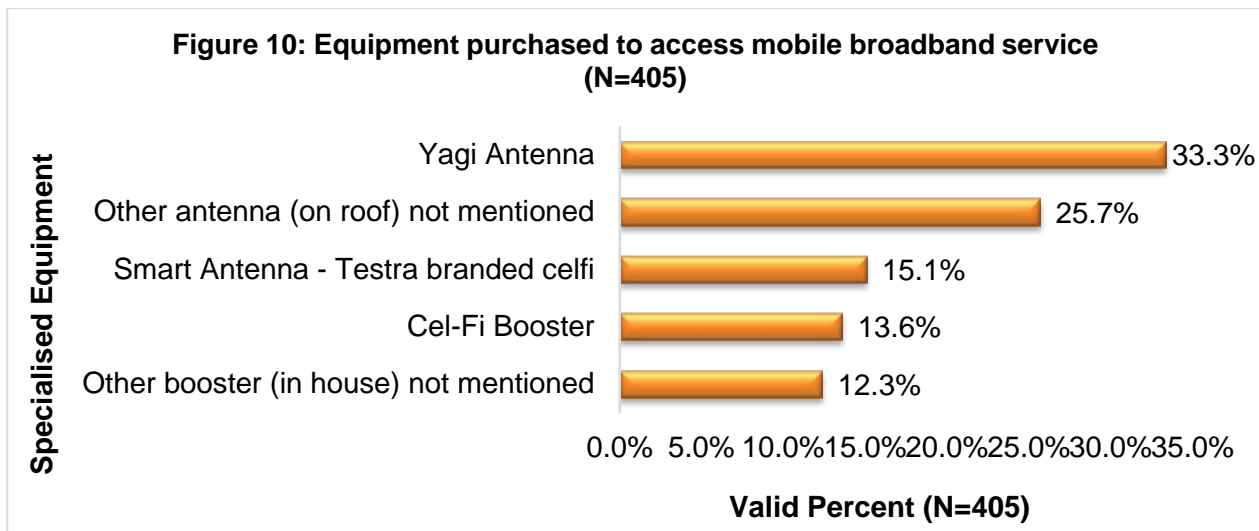 Figure 10: Equipment purchased to access mobile broadband service
(N=405)
Specialised Equipment
Yagi Antenna 33.3%
Other antenna (on roof) not mentioned 25.7%
Smart Antenna - Testra branded celfi 15.1%
Cel-Fi Booster 13.6%
Other booster (in house) not mentioned 12.3%
0.0% 5.0% 10.0% 15.0% 20.0% 25.0% 30.0% 35.0%
Valid Percent (N=405)